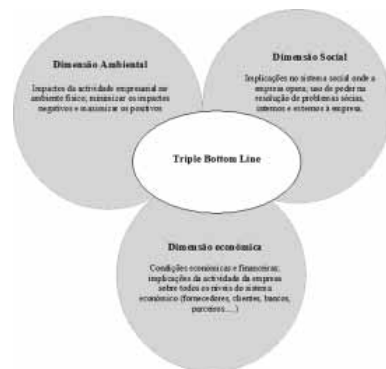 Dimensão Ambiental
Impactos da actividade empresarial no
ambiente físico; minimizar os impactos
negativos e maximizar os positivos.
Dimensão Social
Implicações no sistema social onde a
empresa opera; uso do poder na
resolução de problemas sociais,
internos e externos à empresa.
Triple Bottom Line
Dimensão económica
Condições económicas e financeiras;
implicações da actividade da empresa
sobre todos os níveis do sistema
económico (fornecedores, clientes, bancos,
parceiros....)